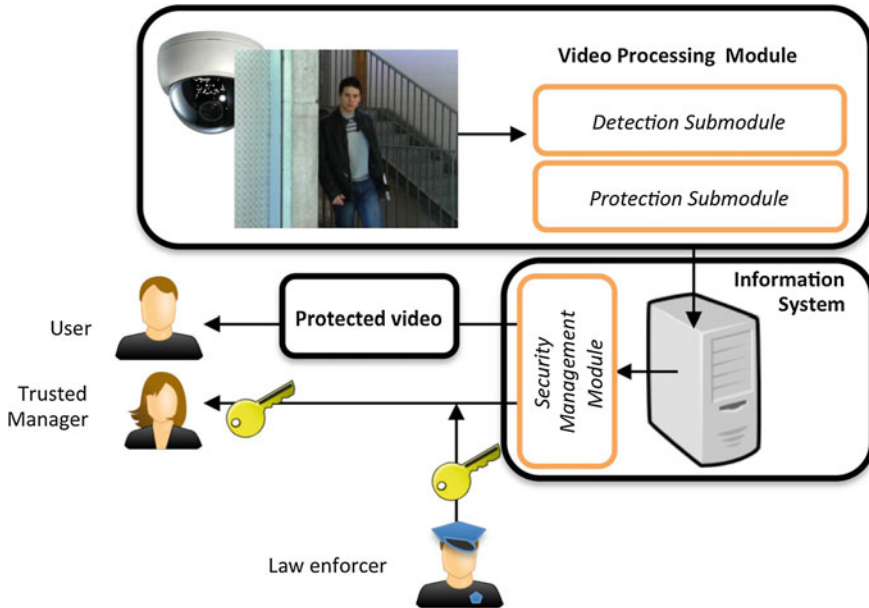 Video Processing Module
Detection Submodule
Protection Submodule
Information
System
Security
Management
Module
Protected video
User
Trusted
Manager
Law enforcer